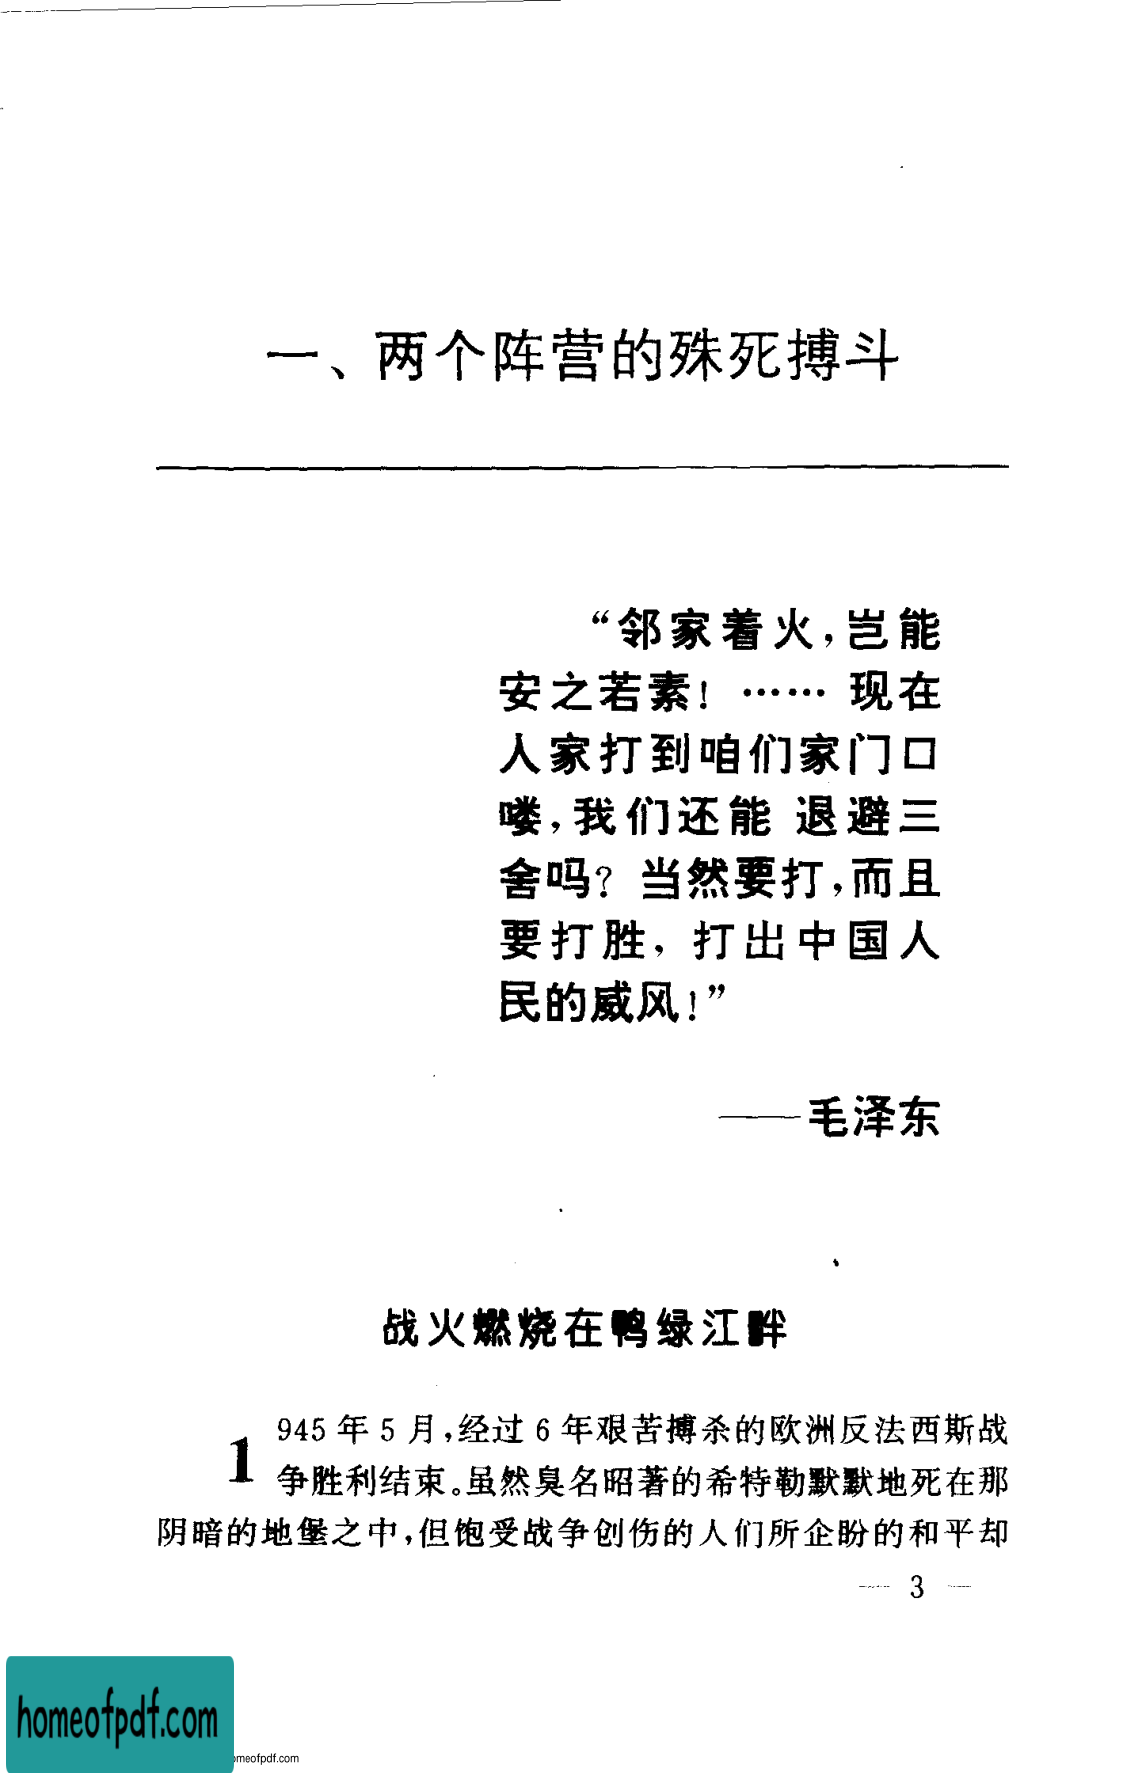 一、两个阵营的殊死搏斗
“邻家着火,岂能
安之若素! …… 现在
人家打到咱们家门口
喽,我们还能 退避三
舍吗? 当然要打,而且
要打胜, 打出中国人
民的威风!”
——毛泽东
战火燃烧在鸭绿江畔
1945 年 5 月,经过 6 年艰苦搏杀的欧洲反法西斯战
争胜利结束。虽然臭名昭著的希特勒默默地死在那
阴暗的地堡之中,但饱受战争创伤的人们所企盼的和平却
— 3 —
homeofpdf.com
omeofpdf.com